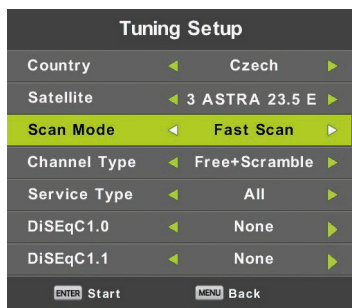 Tuning Setup
Country Czech
Satellite 3 ASTRA 23.5 E
Scan Mode Fast Scan
Channel Type Free+Scramble
Service Type All
DiSEqC1.0 None
DiSEqC1.1 None
ENTER Start MENU Back